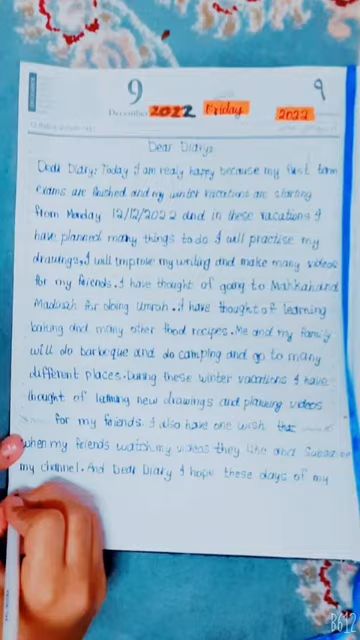 9 9
December 2022 Friday 2022
Dear Diary:
Dear Diary: Today I am realy happy because my first term
exams are finished and my winter vacations are starting
from Monday 12/12/2022 and in these vacations I
have planned many things to do I will practise my
drawings. I will improve my writing and make many videos
for my friends. I have thought of going to Makkah and
Madinah for doing Umrah. I have thought of learning
baking and many other food recipes. Me and my family
will do barbeque and do camping and go to many
different places. During these winter vacations I have
thought of learning new drawings and planning videos
for my friends. I also have one wish that
when my friends watch my videos they like and
my channel. And Dear Diary I hope these days of my
B612